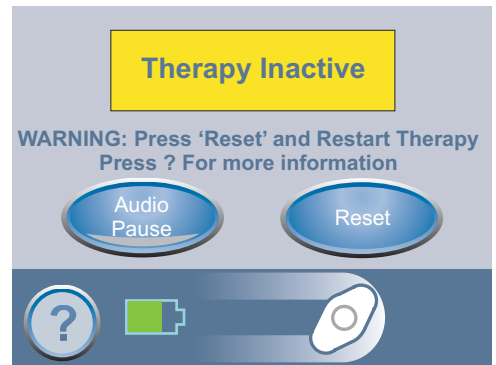 Therapy Inactive
WARNING: Press ‘Reset’ and Restart Therapy
Press ? For more information
Audio
Pause
Reset
?